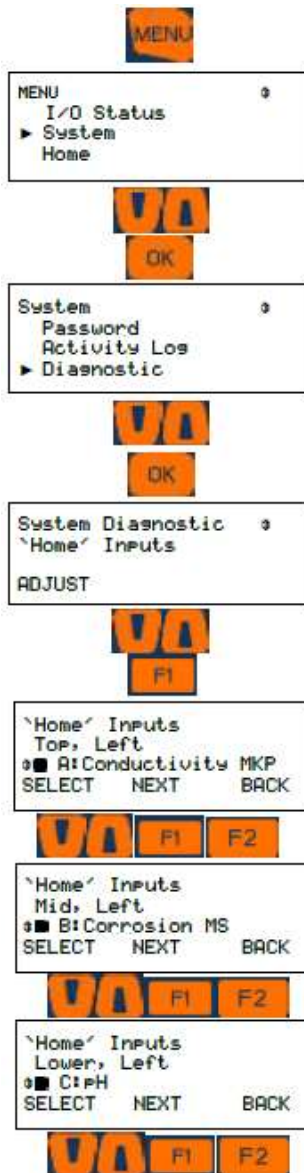 MENU
MENU
I/O Status
System
Home
OK
System
Password
Activity Log
Diagnostic
OK
System Diagnostic
`Home´ Inputs
ADJUST
F1
`Home´ Inputs
Top, Left
A:Conductivity MKP
SELECT NEXT BACK
F1 F2
`Home´ Inputs
Mid, Left
B:Corrosion MS
SELECT NEXT BACK
F1 F2
`Home´ Inputs
Lower, Left
C:pH
SELECT NEXT BACK
F1 F2